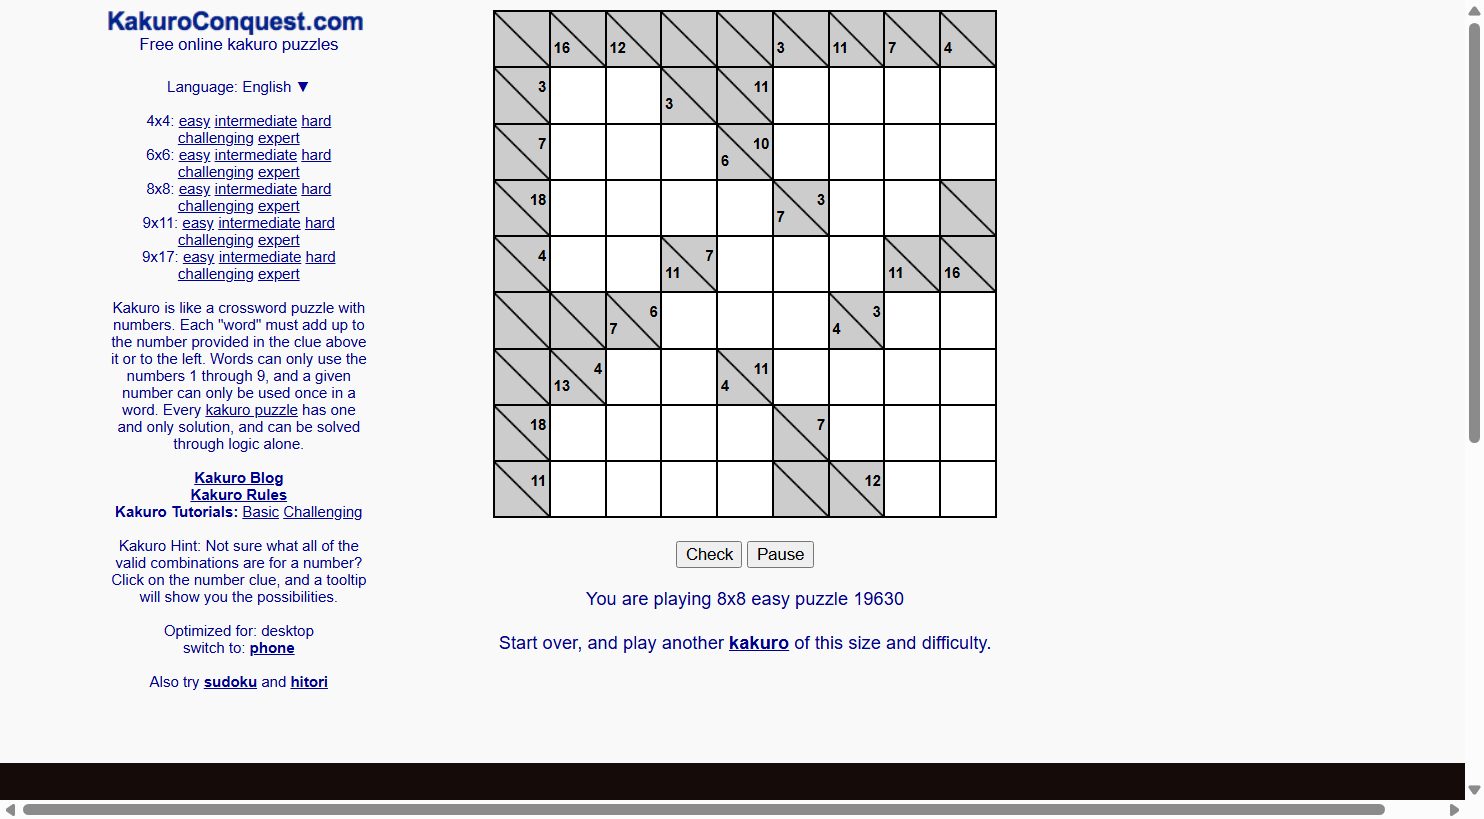 KakuroConquest.com
Free online kakuro puzzles
Language: English ▼
4x4: easy intermediate hard
challenging expert
6x6: easy intermediate hard
challenging expert
8x8: easy intermediate hard
challenging expert
9x11: easy intermediate hard
challenging expert
9x17: easy intermediate hard
challenging expert
Kakuro is like a crossword puzzle with
numbers. Each "word" must add up to
the number provided in the clue above
it or to the left. Words can only use the
numbers 1 through 9, and a given
number can only be used once in a
word. Every kakuro puzzle has one
and only solution, and can be solved
through logic alone.
Kakuro Blog
Kakuro Rules
Kakuro Tutorials: Basic Challenging
Kakuro Hint: Not sure what all of the
valid combinations are for a number?
Click on the number clue, and a tooltip
will show you the possibilities.
Optimized for: desktop
switch to: phone
Also try sudoku and hitori
16 12 3 11 7 4
3 3 11
7 6 10
18 7 3
4 11 7 11 16
7 6 4 3
13 4 4 11
18 7
11 12
Check Pause
You are playing 8x8 easy puzzle 19630
Start over, and play another kakuro of this size and difficulty.